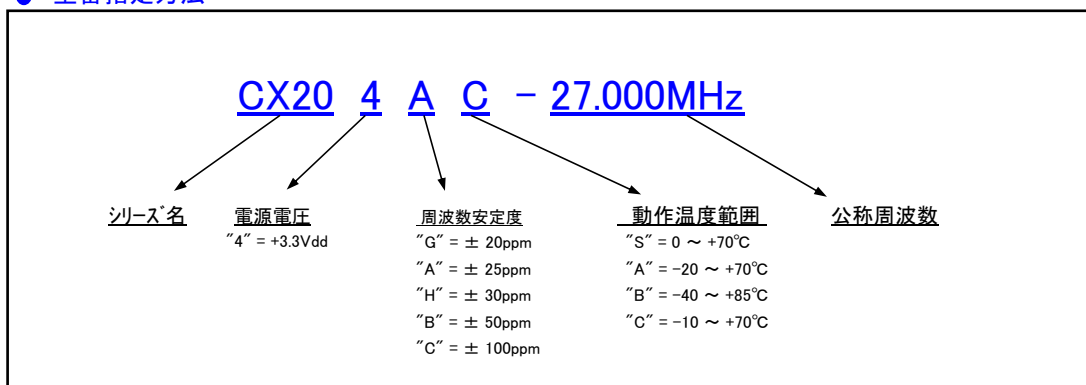 CX20 4 A C - 27.000MHz
シリーズ名 電源電圧 周波数安定度 動作温度範囲 公称周波数
"4" = +3.3Vdd "G" = ± 20ppm "S" = 0 ～ +70℃
"A" = ± 25ppm "A" = -20 ～ +70℃
"H" = ± 30ppm "B" = -40 ～ +85℃
"B" = ± 50ppm "C" = -10 ～ +70℃
"C" = ± 100ppm